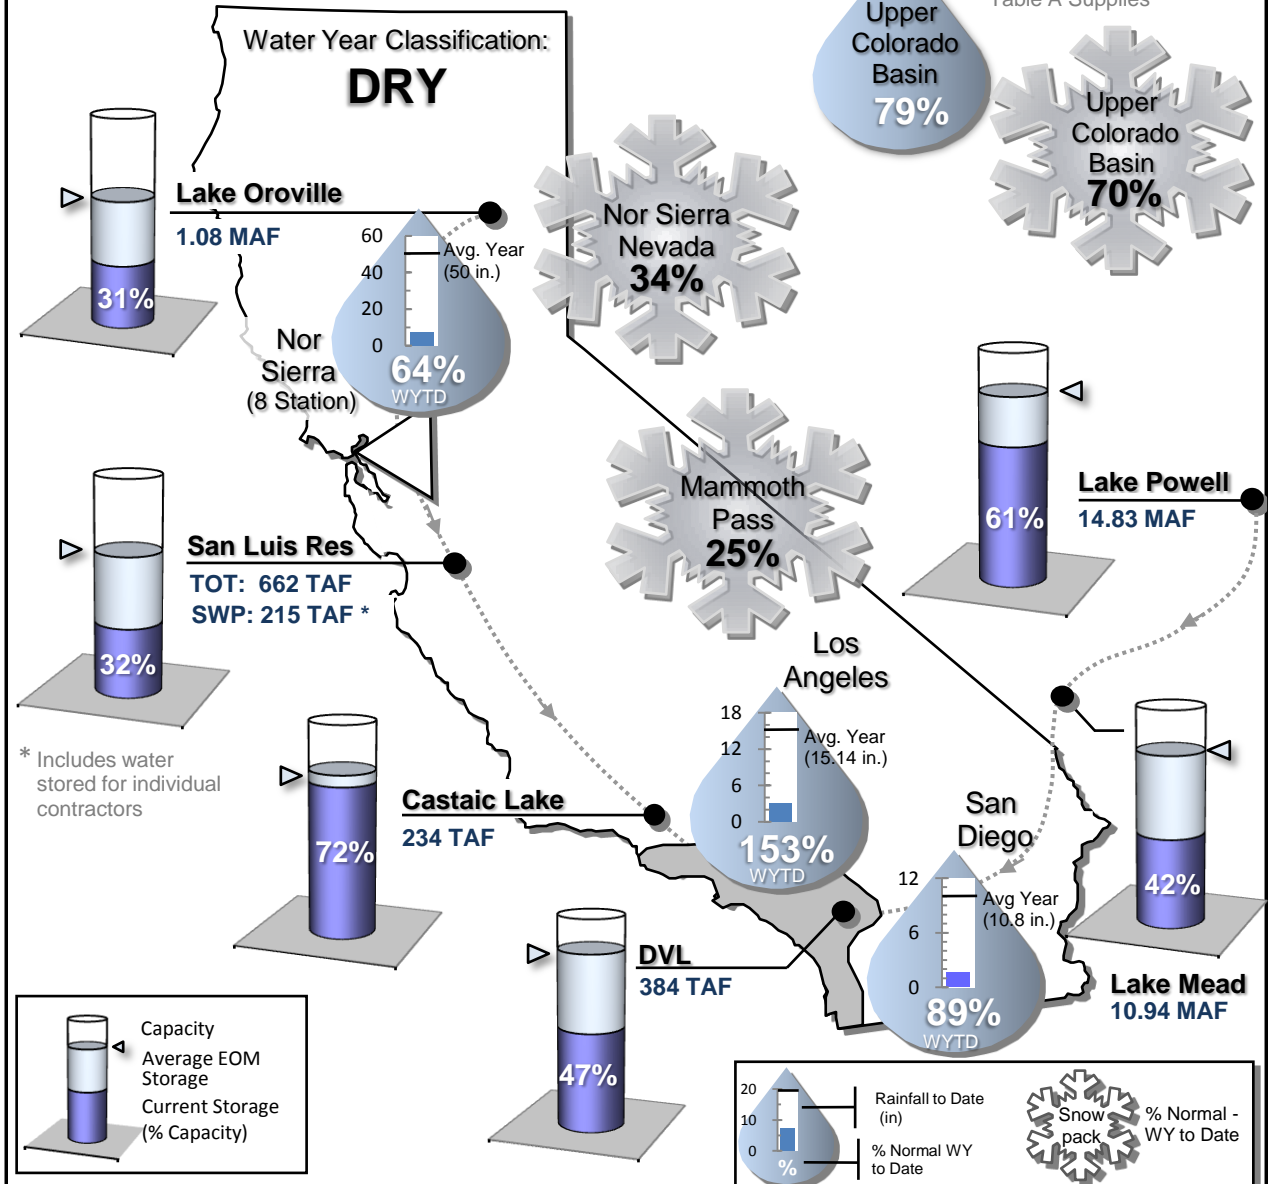 Table A Supplies
Water Year Classification:
DRY
Upper
Colorado
Basin
79%
Upper
Colorado
Basin
70%
Lake Oroville
1.08 MAF
31%
60
40
20
0
Avg. Year
(50 in.)
64%
WYTD
Nor
Sierra
(8 Station)
Nor Sierra
Nevada
34%
Mammoth
Pass
25%
61%
Lake Powell
14.83 MAF
San Luis Res
TOT: 662 TAF
SWP: 215 TAF *
32%
* Includes water
stored for individual
contractors
72%
Castaic Lake
234 TAF
Los
Angeles
18
12
6
0
Avg. Year
(15.14 in.)
153%
WYTD
San
Diego
12
6
0
Avg Year
(10.8 in.)
89%
WYTD
42%
Lake Mead
10.94 MAF
DVL
384 TAF
47%
Capacity
Average EOM
Storage
Current Storage
(% Capacity)
20
10
0
%
Rainfall to Date
(in)
% Normal WY
to Date
Snow
pack
% Normal -
WY to Date